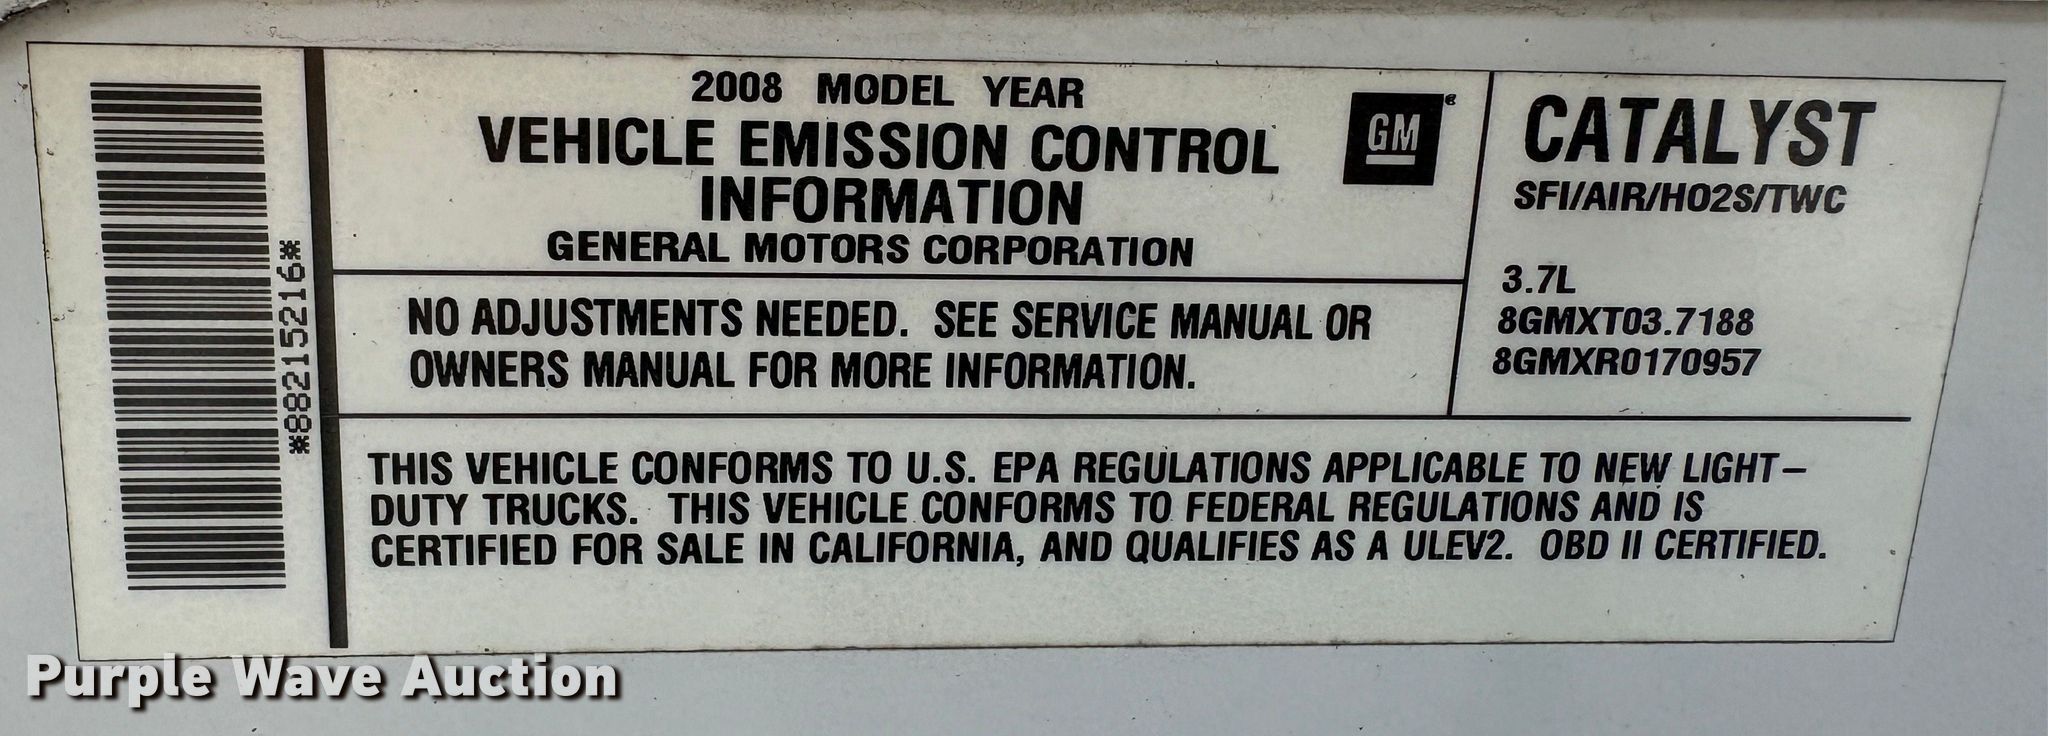 *88215216*
2008 MODEL YEAR
VEHICLE EMISSION CONTROL
INFORMATION
GENERAL MOTORS CORPORATION
GM
NO ADJUSTMENTS NEEDED. SEE SERVICE MANUAL OR
OWNERS MANUAL FOR MORE INFORMATION.
CATALYST
SFI/AIR/HO2S/TWC
3.7L
8GMXT03.7188
8GMXR0170957
THIS VEHICLE CONFORMS TO U.S. EPA REGULATIONS APPLICABLE TO NEW LIGHT-
DUTY TRUCKS. THIS VEHICLE CONFORMS TO FEDERAL REGULATIONS AND IS
CERTIFIED FOR SALE IN CALIFORNIA, AND QUALIFIES AS A ULEV2. OBD II CERTIFIED.
Purple Wave Auction